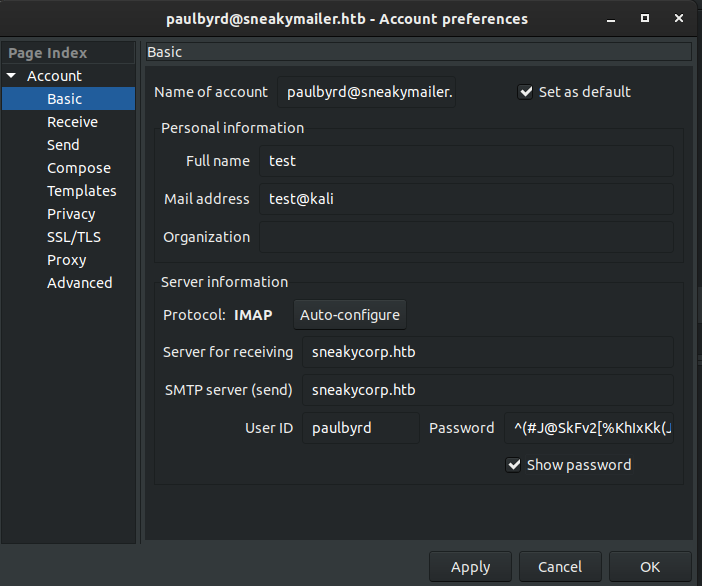 paulbyrd@sneakymailer.htb - Account preferences
Page Index
Account
Basic
Receive
Send
Compose
Templates
Privacy
SSL/TLS
Proxy
Advanced
Basic
Name of account paulbyrd@sneakymailer. Set as default
Personal information
Full name test
Mail address test@kali
Organization
Server information
Protocol: IMAP Auto-configure
Server for receiving sneakycorp.htb
SMTP server (send) sneakycorp.htb
User ID paulbyrd Password ^(#J@SkFv2[%KhIxKk(J
Show password
Apply Cancel OK